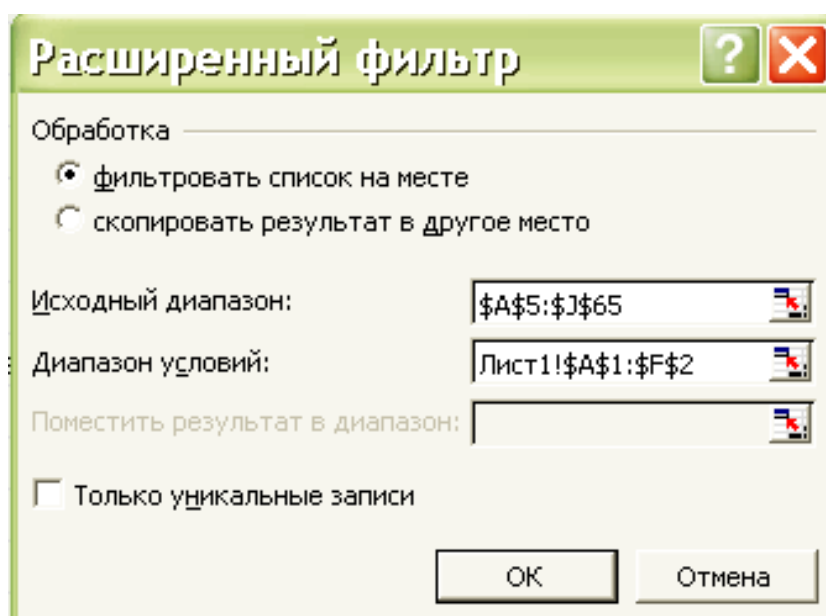 Расширенный фильтр
Обработка
фильтровать список на месте
скопировать результат в другое место
Исходный диапазон: $A$5:$J$65
Диапазон условий: Лист1!$A$1:$F$2
Поместить результат в диапазон:
Только уникальные записи
ОК Отмена